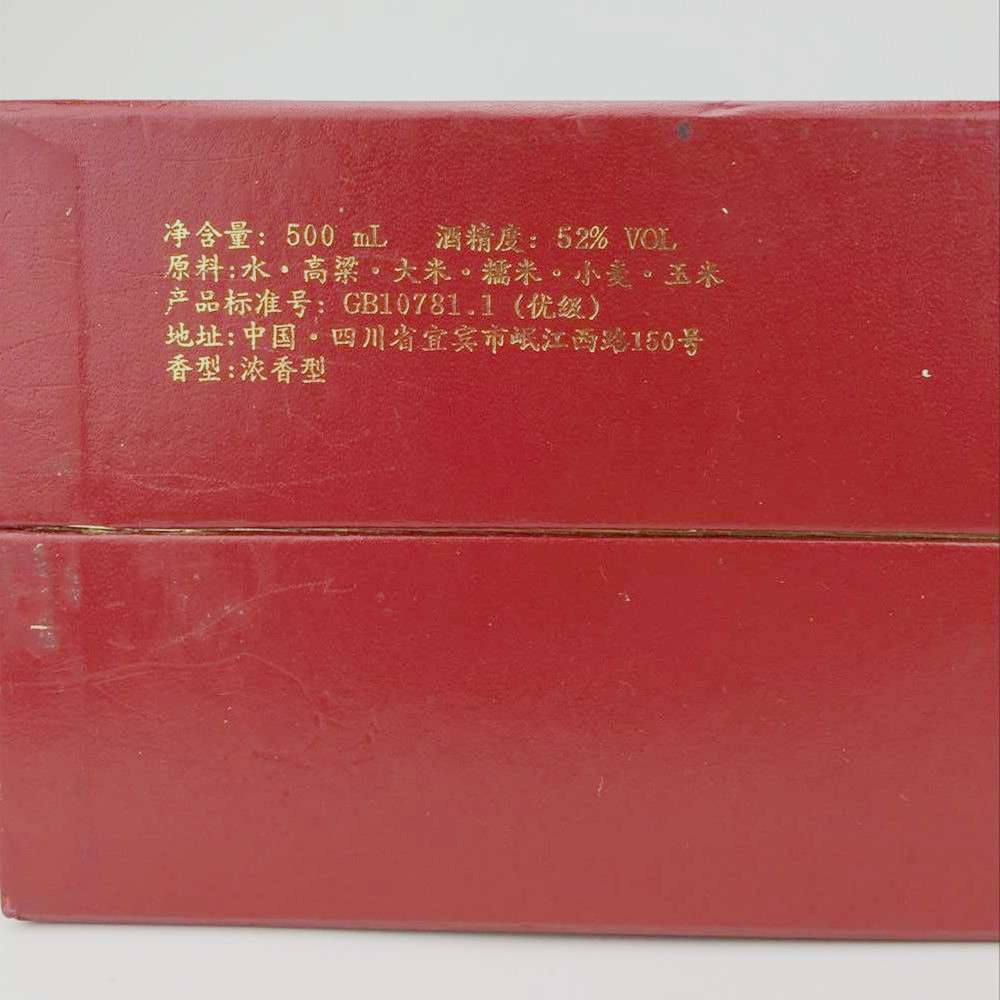 净含量: 500 mL 酒精度: 52% VOL
原料:水·高粱·大米·糯米·小麦·玉米
产品标准号: GB10781.1 (优级)
地址:中国·四川省宜宾市岷江西路150号
香型:浓香型